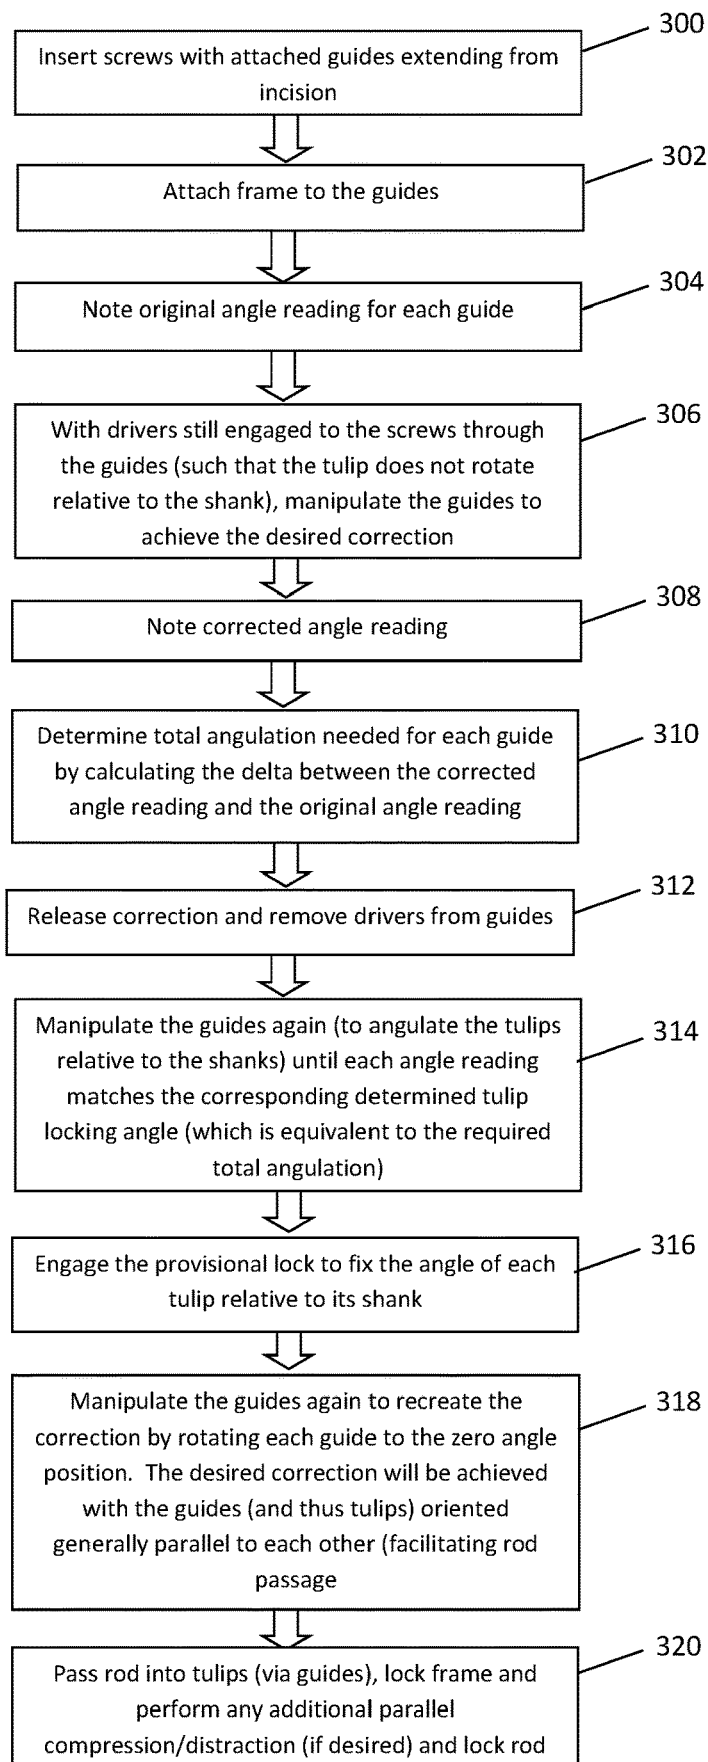 300
Insert screws with attached guides extending from
incision
302
Attach frame to the guides
304
Note original angle reading for each guide
306
With drivers still engaged to the screws through
the guides (such that the tulip does not rotate
relative to the shank), manipulate the guides to
achieve the desired correction
308
Note corrected angle reading
310
Determine total angulation needed for each guide
by calculating the delta between the corrected
angle reading and the original angle reading
312
Release correction and remove drivers from guides
314
Manipulate the guides again (to angulate the tulips
relative to the shanks) until each angle reading
matches the corresponding determined tulip
locking angle (which is equivalent to the required
total angulation)
316
Engage the provisional lock to fix the angle of each
tulip relative to its shank
318
Manipulate the guides again to recreate the
correction by rotating each guide to the zero angle
position. The desired correction will be achieved
with the guides (and thus tulips) oriented
generally parallel to each other (facilitating rod
passage
320
Pass rod into tulips (via guides), lock frame and
perform any additional parallel
compression/distraction (if desired) and lock rod